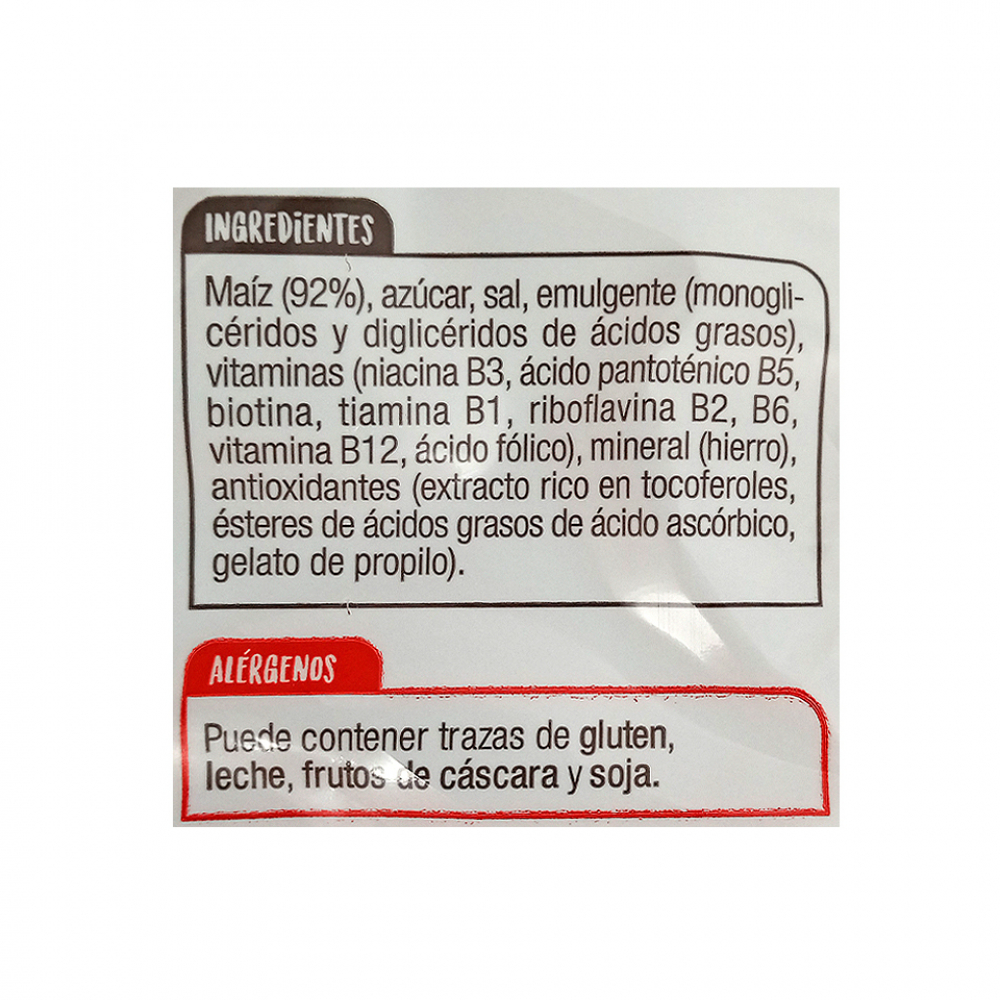 INGREDIENTES
Maíz (92%), azúcar, sal, emulgente (monogli-
céridos y diglicéridos de ácidos grasos),
vitaminas (niacina B3, ácido pantoténico B5,
biotina, tiamina B1, riboflavina B2, B6,
vitamina B12, ácido fólico), mineral (hierro),
antioxidantes (extracto rico en tocoferoles,
ésteres de ácidos grasos de ácido ascórbico,
gelato de propilo).
ALÉRGENOS
Puede contener trazas de gluten,
leche, frutos de cáscara y soja.